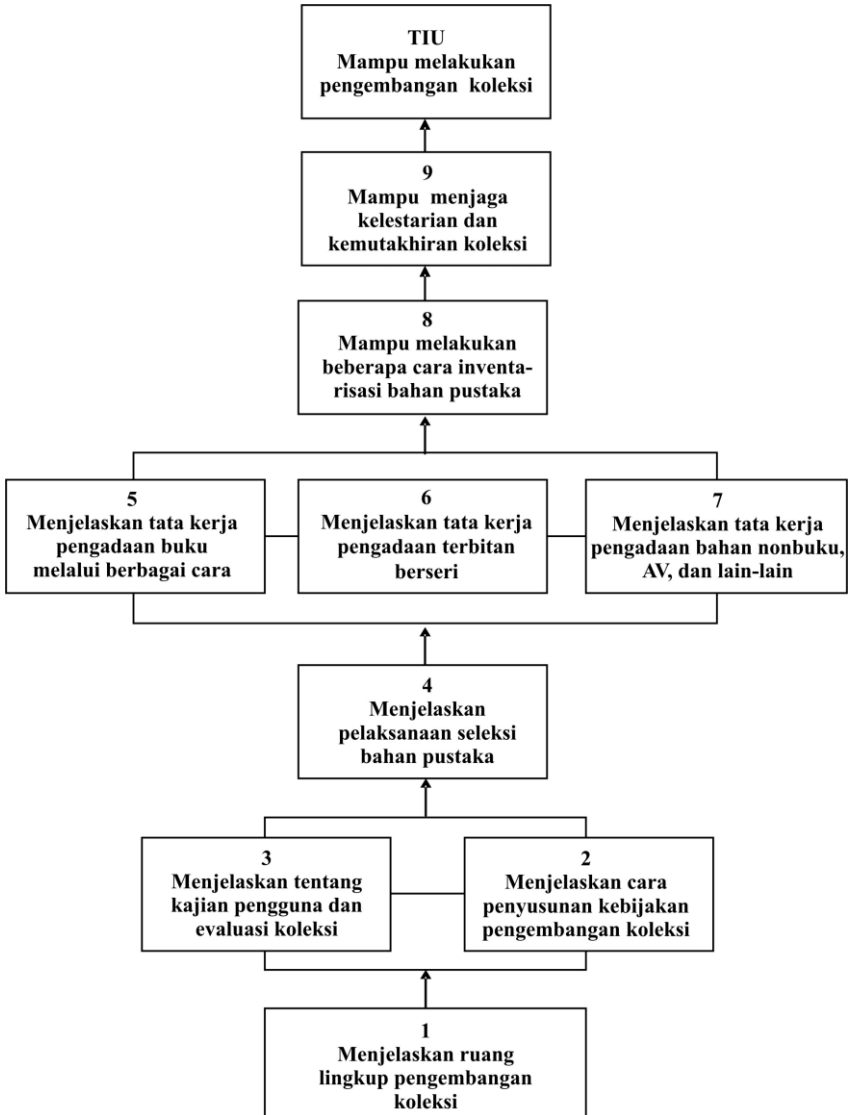 TIU
Mampu melakukan
pengembangan koleksi
9
Mampu menjaga
kelestarian dan
kemutakhiran koleksi
8
Mampu melakukan
beberapa cara inventa-
risasi bahan pustaka
5
Menjelaskan tata kerja
pengadaan buku
melalui berbagai cara
6
Menjelaskan tata kerja
pengadaan terbitan
berseri
7
Menjelaskan tata kerja
pengadaan bahan nonbuku,
AV, dan lain-lain
4
Menjelaskan
pelaksanaan seleksi
bahan pustaka
3
Menjelaskan tentang
kajian pengguna dan
evaluasi koleksi
2
Menjelaskan cara
penyusunan kebijakan
pengembangan koleksi
1
Menjelaskan ruang
lingkup pengembangan
koleksi